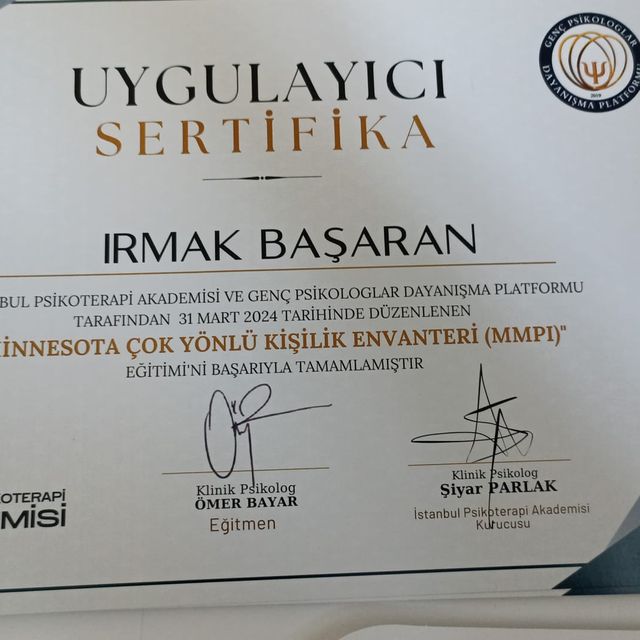 GENÇ PSİKOLOGLAR
DAYANIŞMA PLATFORMU
2019
UYGULAYICI
SERTİFİKA
IRMAK BAŞARAN
BUL PSİKOTERAPİ AKADEMİSİ VE GENÇ PSİKOLOGLAR DAYANIŞMA PLATFORMU
TARAFINDAN 31 MART 2024 TARİHİNDE DÜZENLENEN
INNESOTA ÇOK YÖNLÜ KİŞİLİK ENVANTERİ (MMPI)"
EĞİTİMİ'Nİ BAŞARIYLA TAMAMLAMIŞTIR
Klinik Psikolog
ÖMER BAYAR
Eğitmen
Klinik Psikolog
Şiyar PARLAK
İstanbul Psikoterapi Akademisi
Kurucusu
KOTERAPİ
EMİSİ